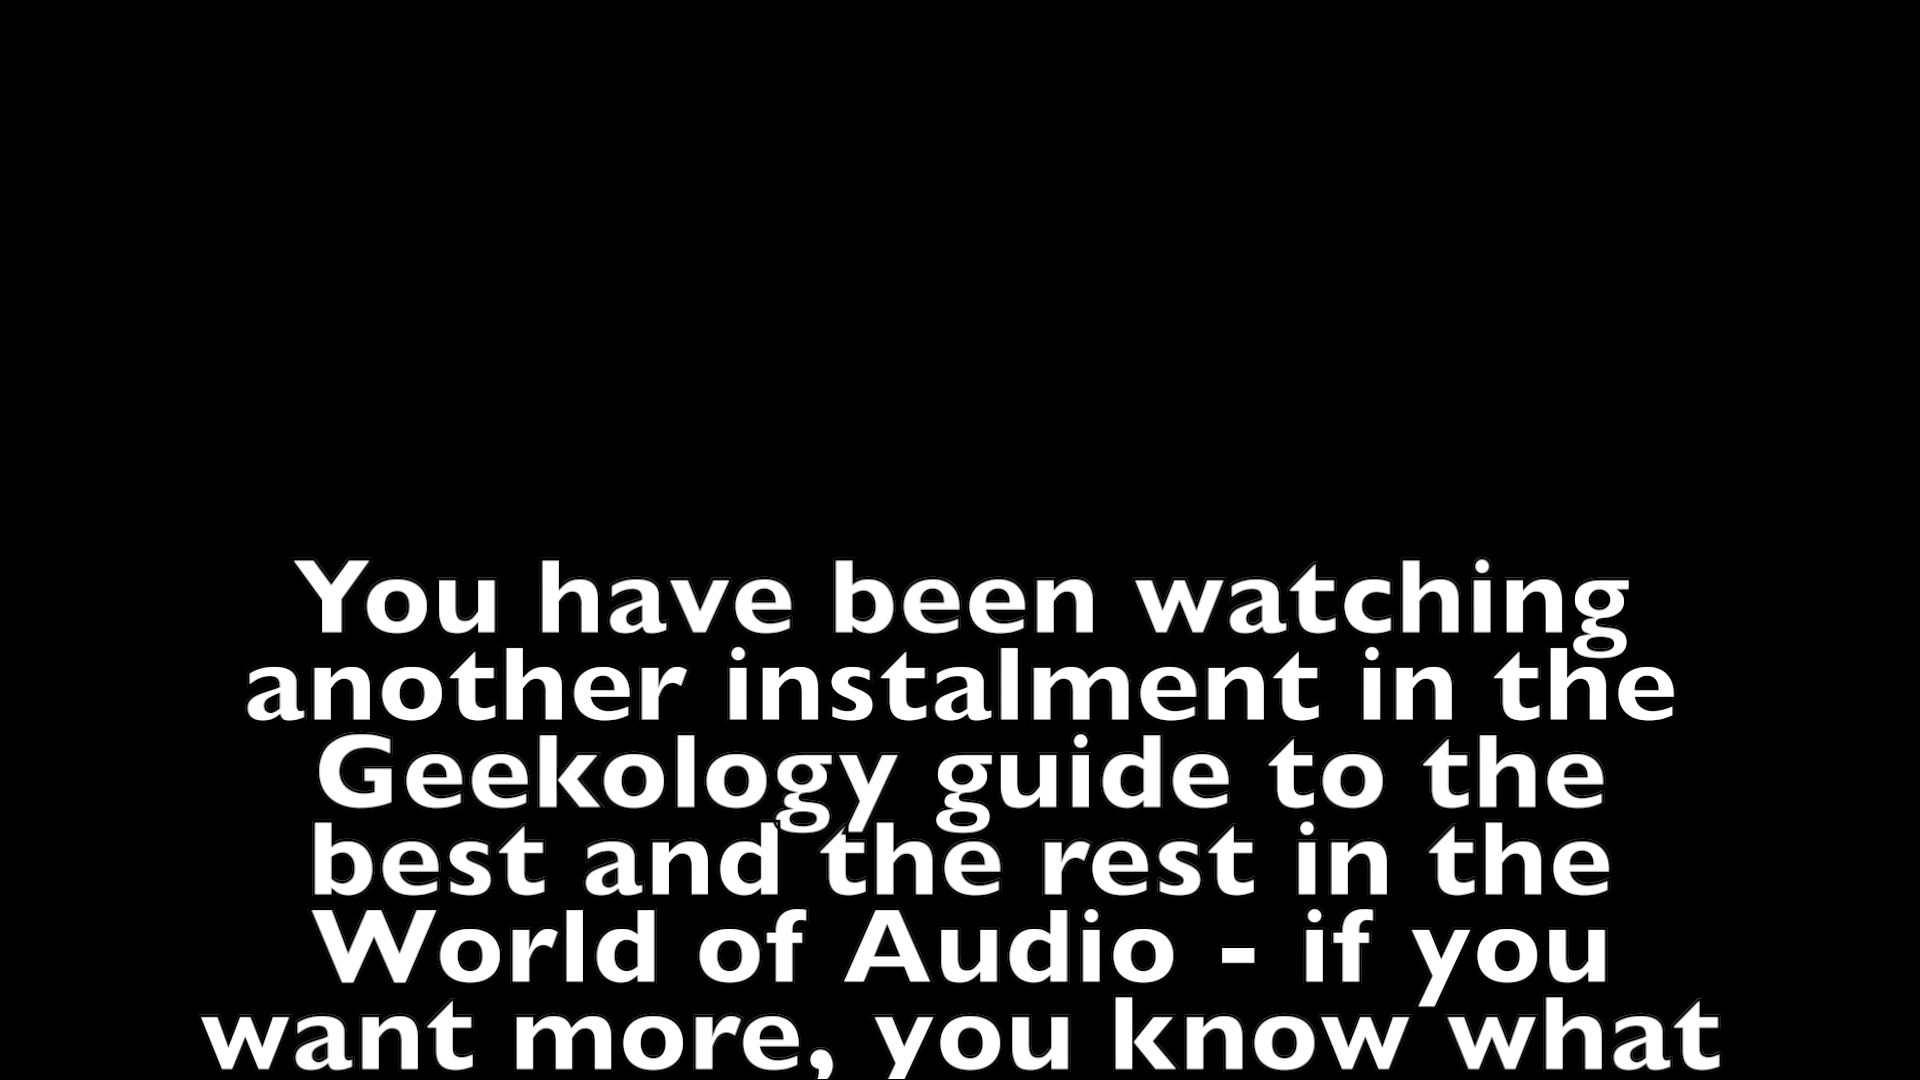 You have been watching
another instalment in the
Geekology guide to the
best and the rest in the
World of Audio - if you
want more, you know what